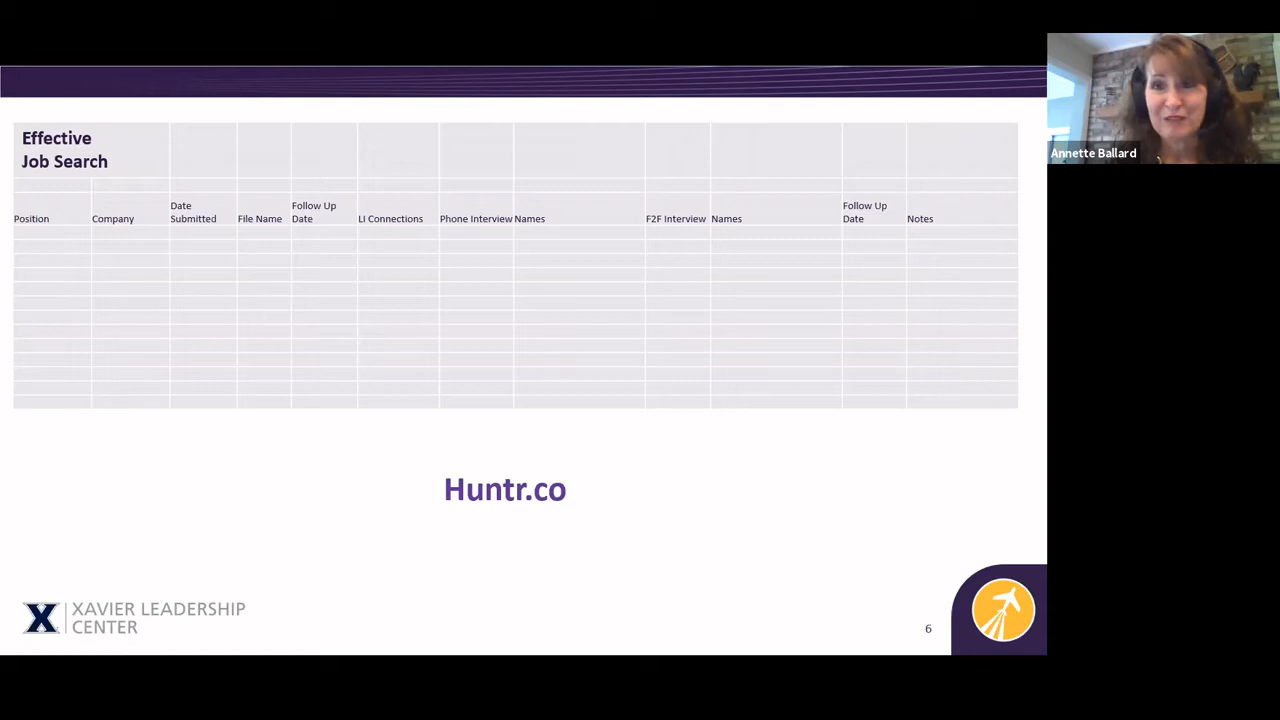 Effective
Job Search
Position Company Date Submitted File Name Follow Up Date LI Connections Phone Interview Names F2F Interview Names Follow Up Date Notes
Huntr.co
X XAVIER LEADERSHIP
CENTER
6
Annette Ballard